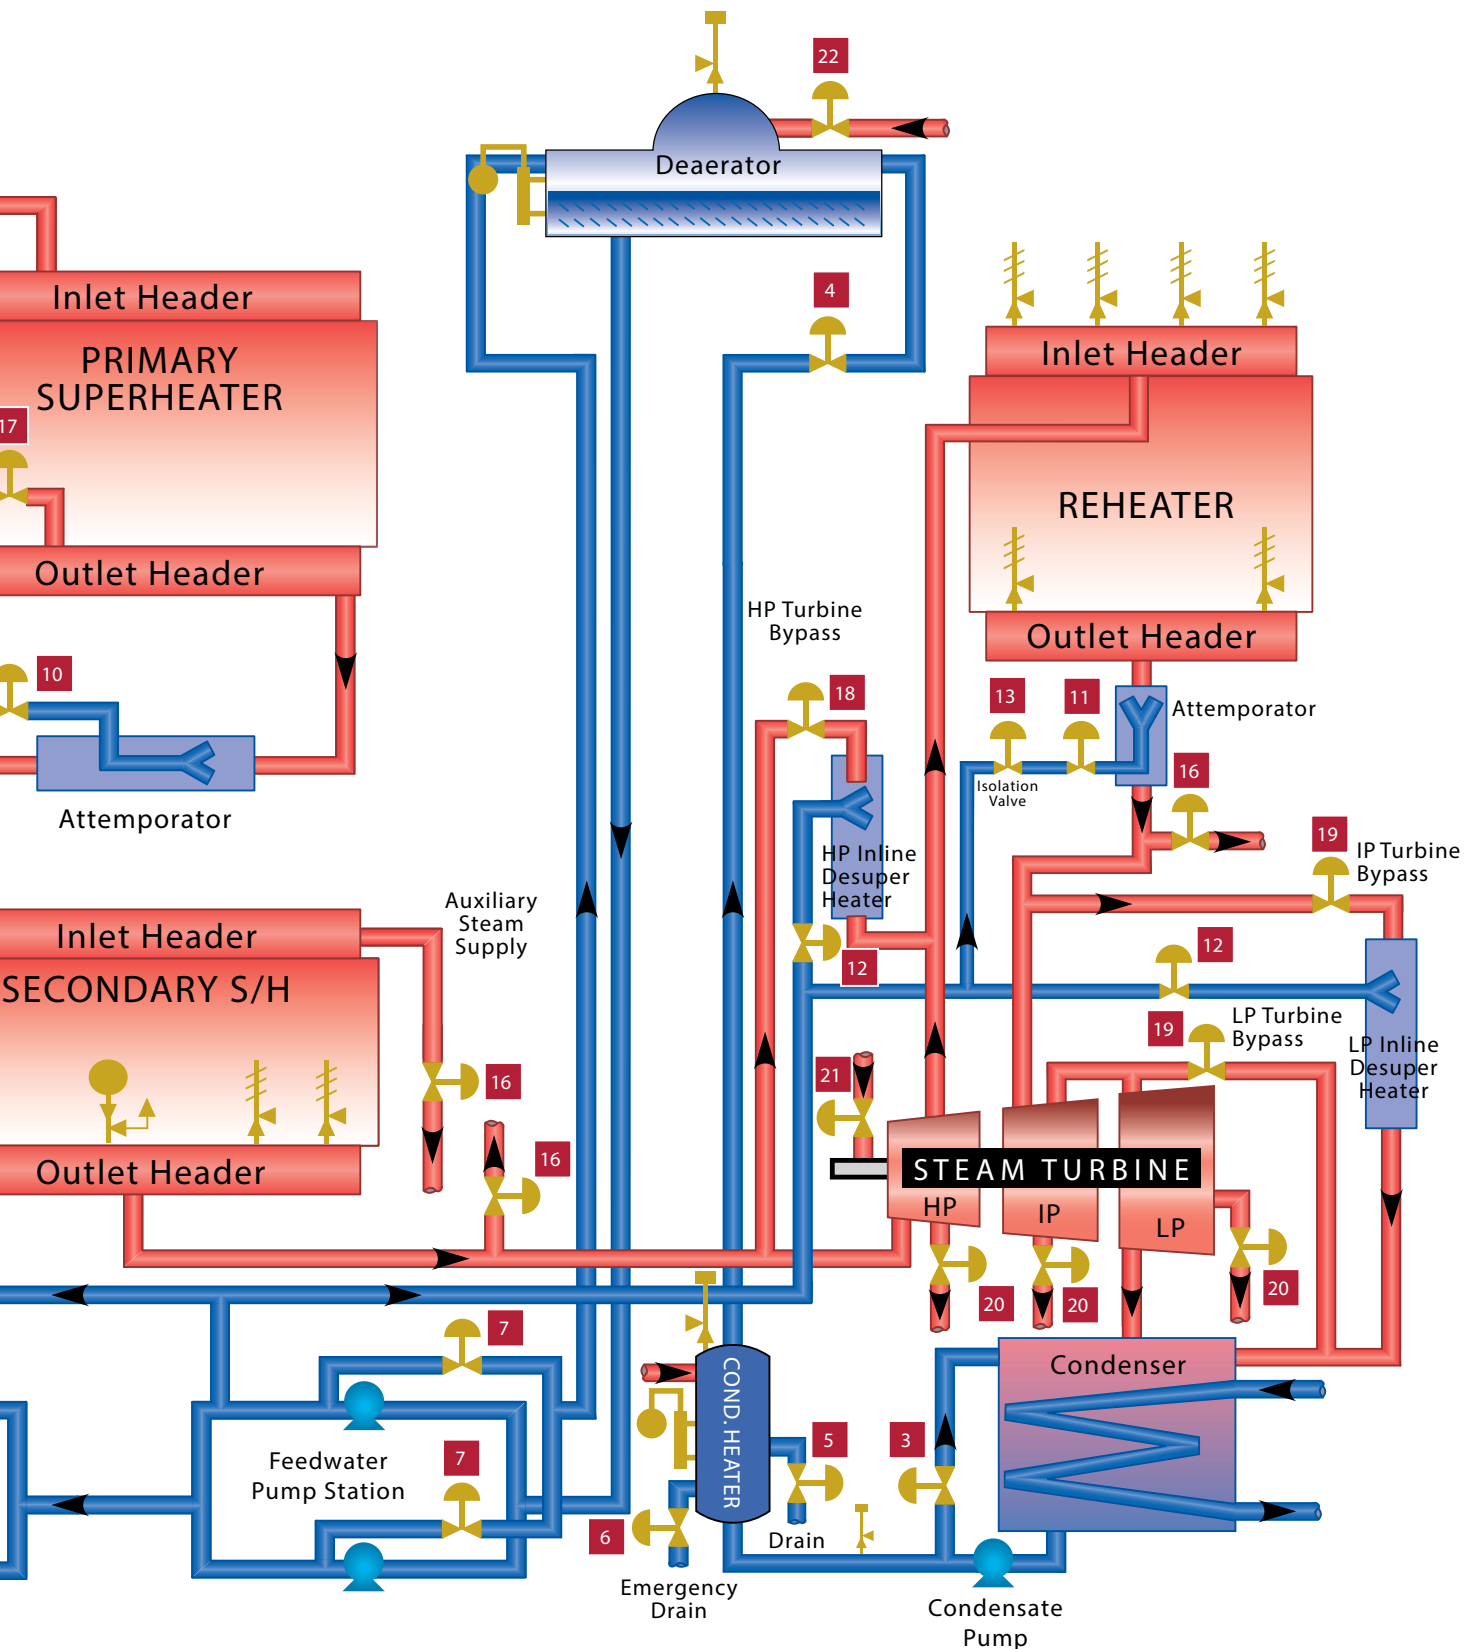 22
Deaerator
4
Inlet Header
PRIMARY
SUPERHEATER
17
Outlet Header
10
Attemporator
Inlet Header
REHEATER
Outlet Header
HP Turbine
Bypass
18
13
11
Attemporator
Isolation
Valve
16
19
IP Turbine
Bypass
HP Inline
Desuper
Heater
12
Auxiliary
Steam
Supply
Inlet Header
SECONDARY S/H
Outlet Header
16
16
12
19
LP Turbine
Bypass
LP Inline
Desuper
Heater
21
STEAM TURBINE
HP
IP
LP
20
20
20
7
Feedwater
Pump Station
7
COND. HEATER
5
3
Condenser
6
Drain
Emergency
Drain
Condensate
Pump